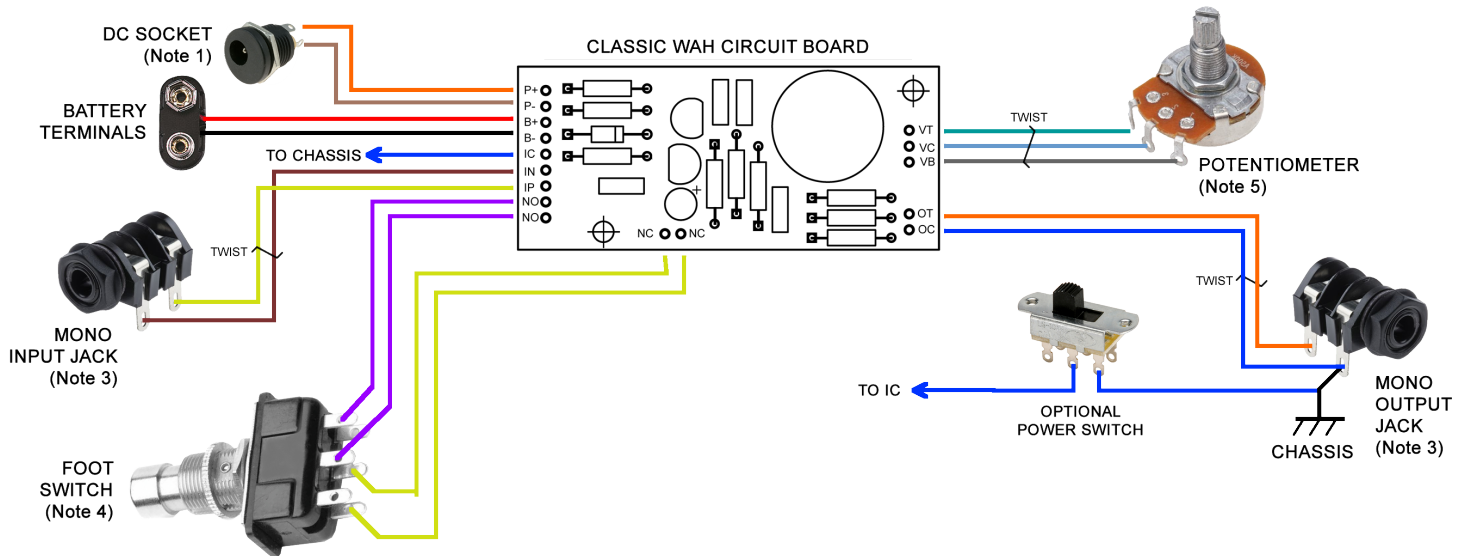 CLASSIC WAH CIRCUIT BOARD
DC SOCKET
(Note 1)
BATTERY
TERMINALS
TO CHASSIS
P+
P-
B+
B-
IC
IN
IP
NO
NO
NC
NC
+
VT
VC
VB
OT
OC
TWIST
POTENTIOMETER
(Note 5)
TWIST
MONO
INPUT JACK
(Note 3)
FOOT
SWITCH
(Note 4)
TWIST
TO IC
OPTIONAL
POWER SWITCH
CHASSIS
MONO
OUTPUT
JACK
(Note 3)